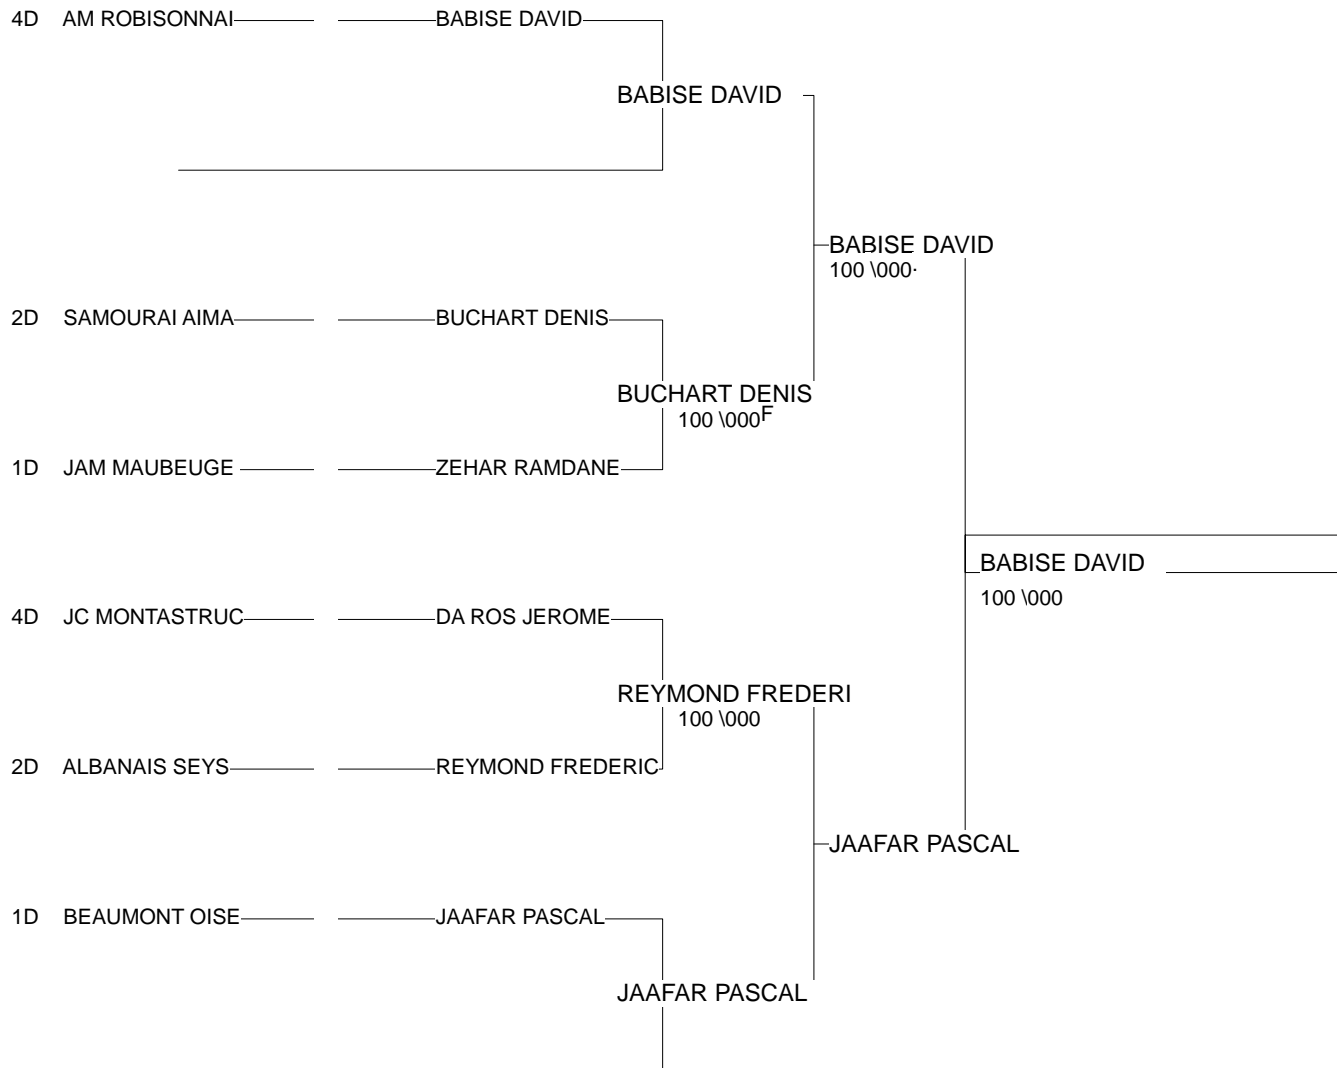 4D AM ROBISONNAI BABISE DAVID
BABISE DAVID
BABISE DAVID
100 \000·
2D SAMOURAI AIMA BUCHART DENIS
BUCHART DENIS
100 \000F
1D JAM MAUBEUGE ZEHAR RAMDANE
BABISE DAVID
100 \000
4D JC MONTASTRUC DA ROS JEROME
REYMOND FREDERI
100 \000
2D ALBANAIS SEYS REYMOND FREDERIC
JAAFAR PASCAL
1D BEAUMONT OISE JAAFAR PASCAL
JAAFAR PASCAL